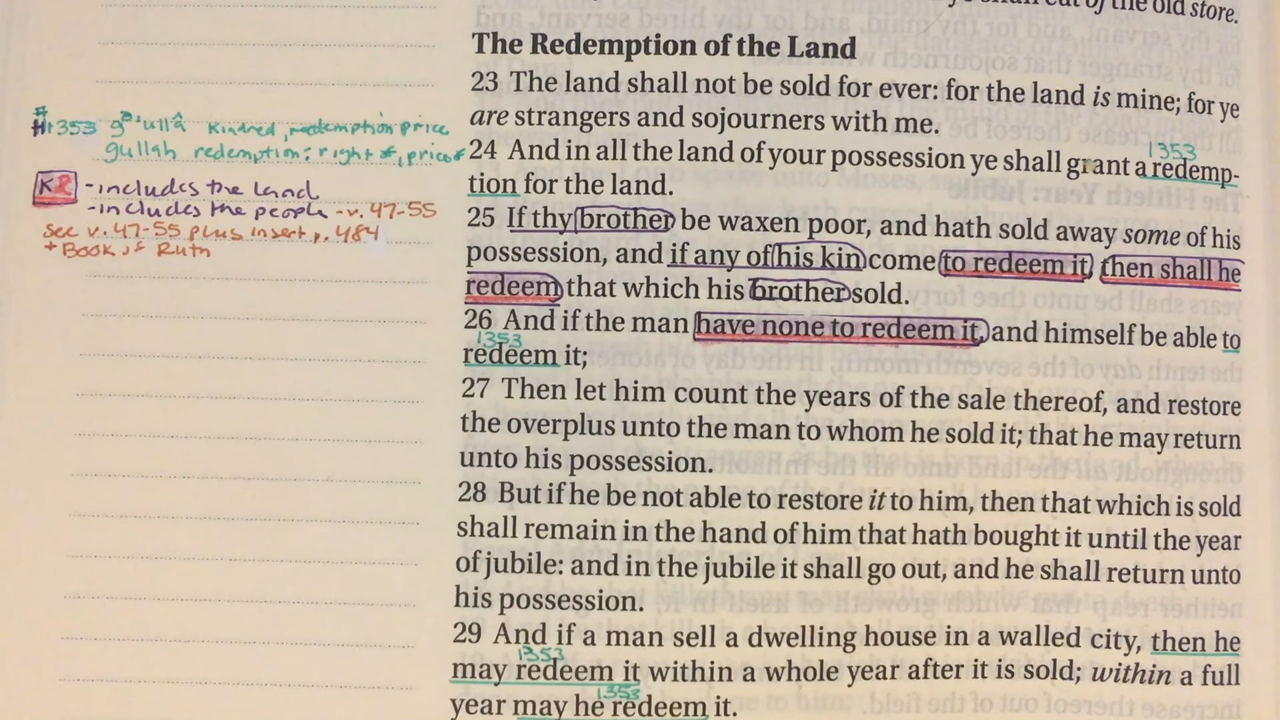 of the old store.
The Redemption of the Land
23 The land shall not be sold for ever: for the land is mine; for ye
are strangers and sojourners with me.
1353
24 And in all the land of your possession ye shall grant a redemp-
tion for the land.
25 If thy brother be waxen poor, and hath sold away some of his
possession, and if any of his kin come to redeem it, then shall he
redeem that which his brother sold.
26 And if the man have none to redeem it, and himself be able to
1353
redeem it;
27 Then let him count the years of the sale thereof, and restore
the overplus unto the man to whom he sold it; that he may return
unto his possession.
28 But if he be not able to restore it to him, then that which is sold
shall remain in the hand of him that hath bought it until the year
of jubile: and in the jubile it shall go out, and he shall return unto
his possession.
29 And if a man sell a dwelling house in a walled city, then he
1353
may redeem it within a whole year after it is sold; within a full
1353
year may he redeem it.
1353 kindred, redemption price
gullah redemption; right
KR - includes the land
- includes the people - v. 47-55
see v. 47-55 plus insert p. 484
+ Book of Ruth